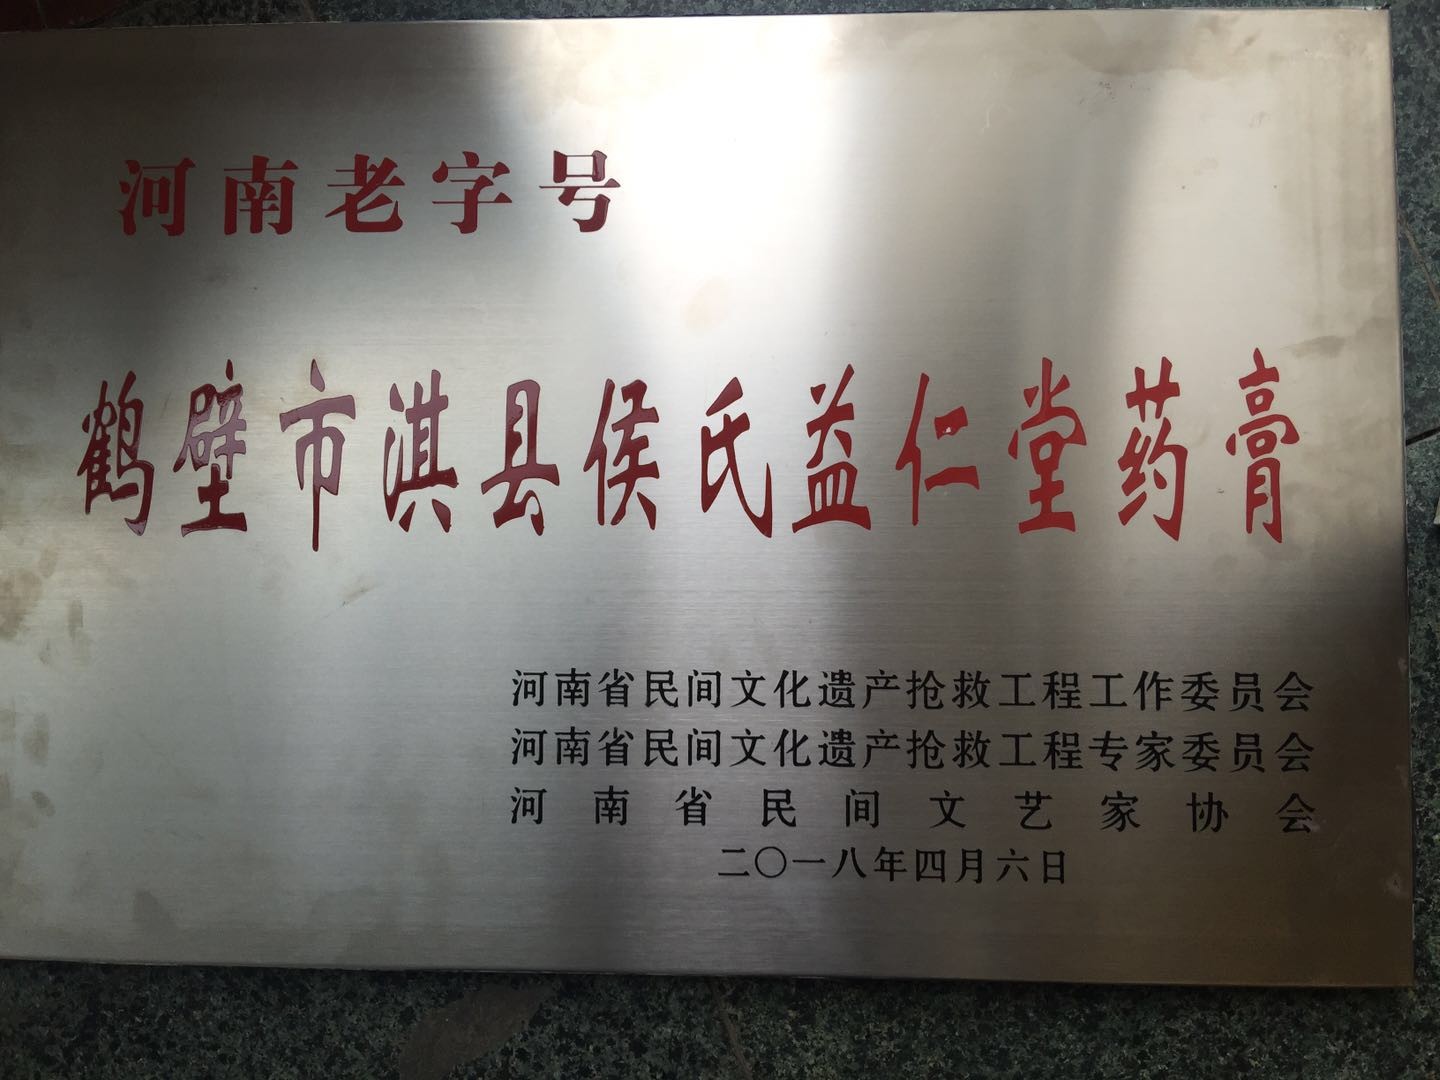 河南老字号
鹤壁市淇县侯氏益仁堂药膏
河南省民间文化遗产抢救工程工作委员会
河南省民间文化遗产抢救工程专家委员会
河南省民间文艺家协会
二〇一八年四月六日